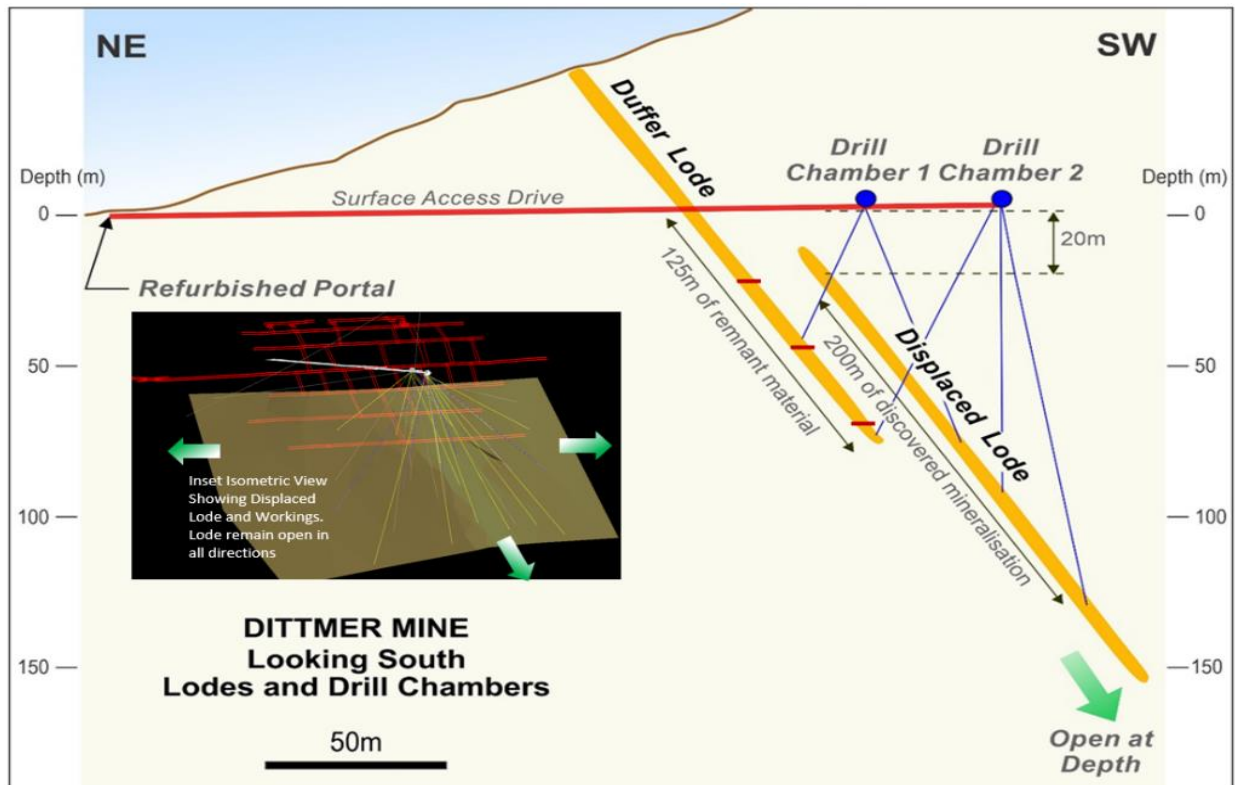 NE
SW
Duffer Lode
Drill
Chamber 1
Drill
Chamber 2
Depth (m)
Depth (m)
Surface Access Drive
0
0
20m
Refurbished Portal
125m of remnant material
Displaced Lode
200m of discovered mineralisation
50
50
Inset Isometric View
Showing Displaced
Lode and Workings.
Lode remain open in
all directions
100
100
DITTMER MINE
Looking South
Lodes and Drill Chambers
150
150
50m
Open at
Depth